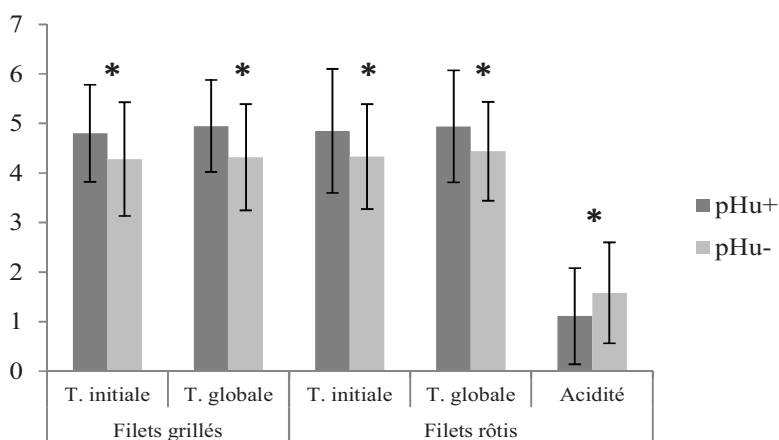 7
6
5
4
3
2
1
0
* * * * *
pHu+
pHu-
T. initiale T. globale T. initiale T. globale Acidité
Filets grillés Filets rôtis